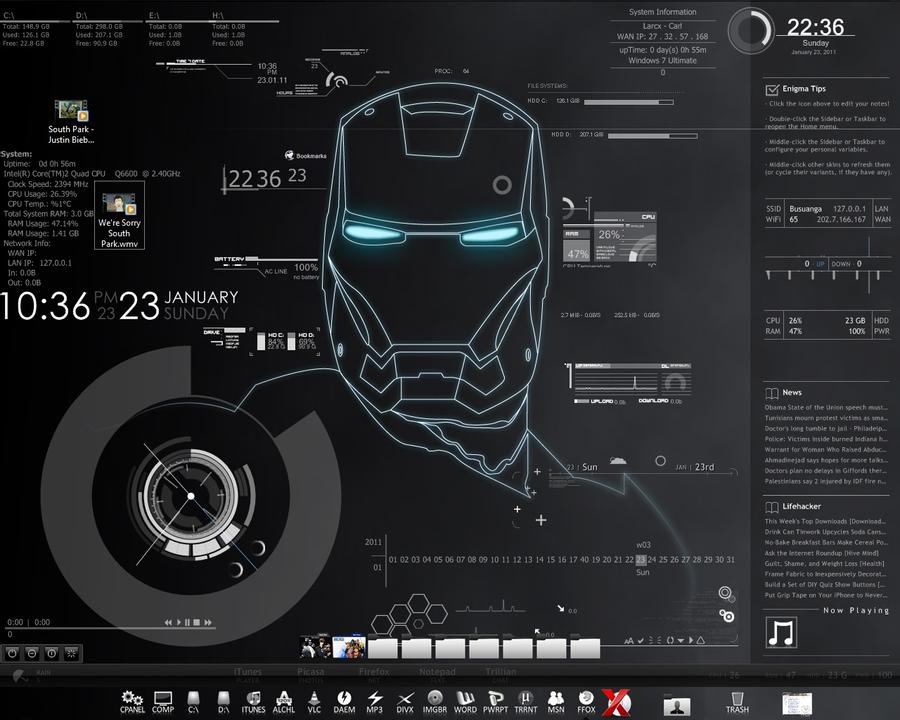 C:\ D:\ E:\ H:\
Total: 148.9 GB Total: 298.0 GB Total: 0.0B Total: 0.0B
Used: 126.1 GB Used: 207.1 GB Used: 1.0B Used: 1.0B
Free: 22.8 GB Free: 90.9 GB Free: 0.0B Free: 0.0B
System Information
Larcx - Carl
WAN IP: 27 . 32 . 57 . 168
upTime: 0 day(s) 0h 55m
Windows 7 Ultimate
0
22:36
Sunday
January 23, 2011
TIME
10:36
PM
23.01.11
HOURS
23
PROC: 64
FILE SYSTEMS:
HDD C: 126.1 GB
HDD D: 207.1 GB
Enigma Tips
- Click the icon above to edit your notes!
- Double-click the Sidebar or Taskbar to
reopen the Home menu.
- Middle-click the Sidebar or Taskbar to
configure your personal variables.
- Middle-click other skins to refresh them
(or cycle their variants, if they have any).
South Park -
Justin Bieb...
Bookmarks
22 36 23
System:
Uptime: 0d 0h 56m
Intel(R) Core(TM)2 Quad CPU Q6600 @ 2.40GHz
Clock Speed: 2394 MHz
CPU Usage: 26.39%
CPU Temp.: %1°C
Total System RAM: 3.0 GB
RAM Usage: 47.14%
RAM Usage: 1.41 GB
Network Info:
WAN IP:
LAN IP: 127.0.0.1
In: 0.0B
Out: 0.0B
We're Sorry
South
Park.wmv
SSID Busuanga 127.0.0.1 LAN
WiFi 65 202.7.166.167 WAN
CPU
RAM 26%
47%
BATTERY
AC LINE 100%
no battery
0 - UP DOWN - 0
10:36 PM 23 23 JANUARY
SUNDAY
CPU 26% 23 GB HDD
RAM 47% 100% PWR
DRIVE
HD C: HD D:
84% 69%
UPLOAD 0.0b DOWNLOAD 0.0b
News
Obama State of the Union speech must...
Tunisians mourn protest victims as sma...
Doctor's long tumble to jail - Philadelp...
Police: Victims inside burned Indiana h...
Warrant for Woman Who Raised Abduc...
Ahmadinejad says hopes for more talks...
Doctors plan no delays in Giffords ther...
Palestinians say 2 injured by IDF fire n...
23 Sun JAN 23rd
Lifehacker
This Week's Top Downloads [Download...
Drink Can Tinwork Upcycles Soda Cans...
No-Bake Breakfast Bars Make Cereal Po...
Ask the Internet Roundup [Hive Mind]
Guilt, Shame, and Weight Loss [Health]
Frame Fabric to Inexpensively Decorat...
Build a Set of DIY Quiz Show Buttons [...
Put Grip Tape on Your iPhone to Never...
2011 w03
01 01 02 03 04 05 06 07 08 09 10 11 12 13 14 15 16 17 18 19 20 21 22 23 24 25 26 27 28 29 30 31
Sun
Now Playing
0:00 | 0:00
0
0.0
0.0
RAIN iTunes Picasa Firefox Notepad Trillian
PLAYER PHOTOS NET TEXT CHAT
CPANEL COMP C:\ D:\ ITUNES ALCHL VLC DAEM MP3 DIVX IMGBR WORD PWRPT TRRNT MSN FFOX TRASH